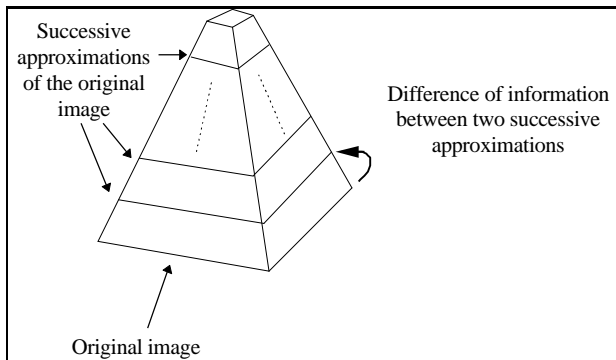 Successive
approximations
of the original
image
Difference of information
between two successive
approximations
Original image